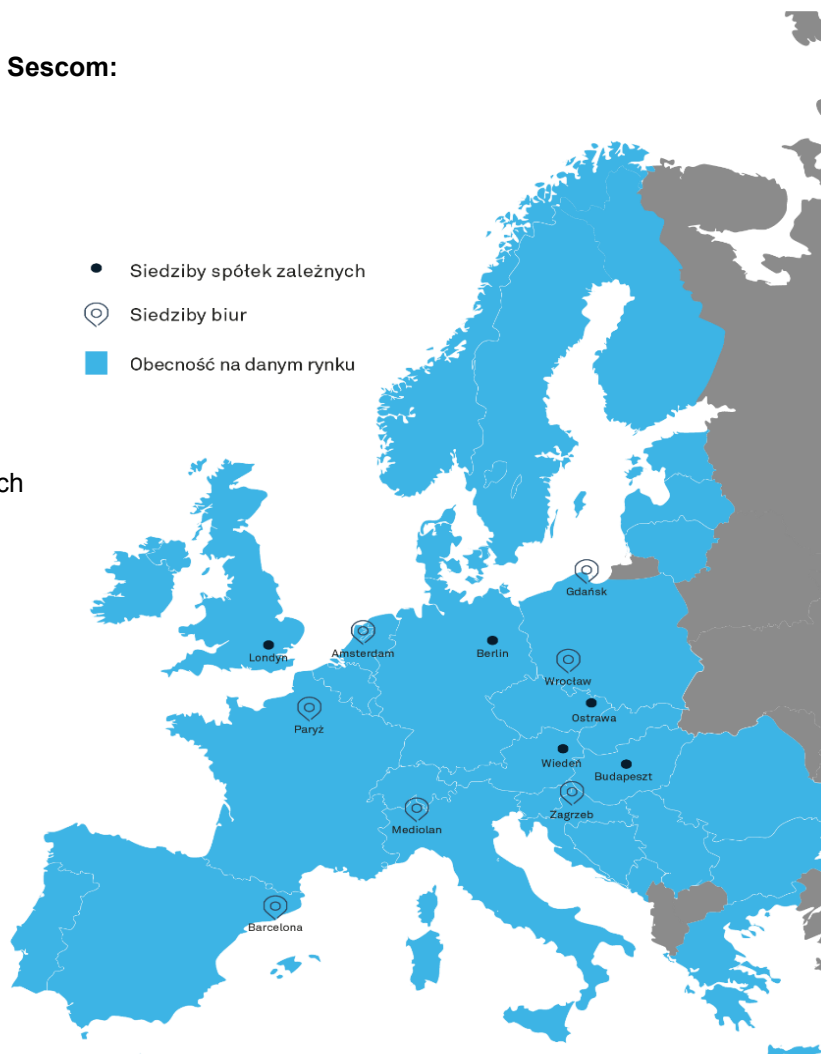 Sescom:
Siedziby spółek zależnych
Siedziby biur
Obecność na danym rynku
ch
Gdańsk
Londyn
Amsterdam
Berlin
Wrocław
Ostrawa
Paryż
Wiedeń
Budapeszt
Zagrzeb
Mediolan
Barcelona